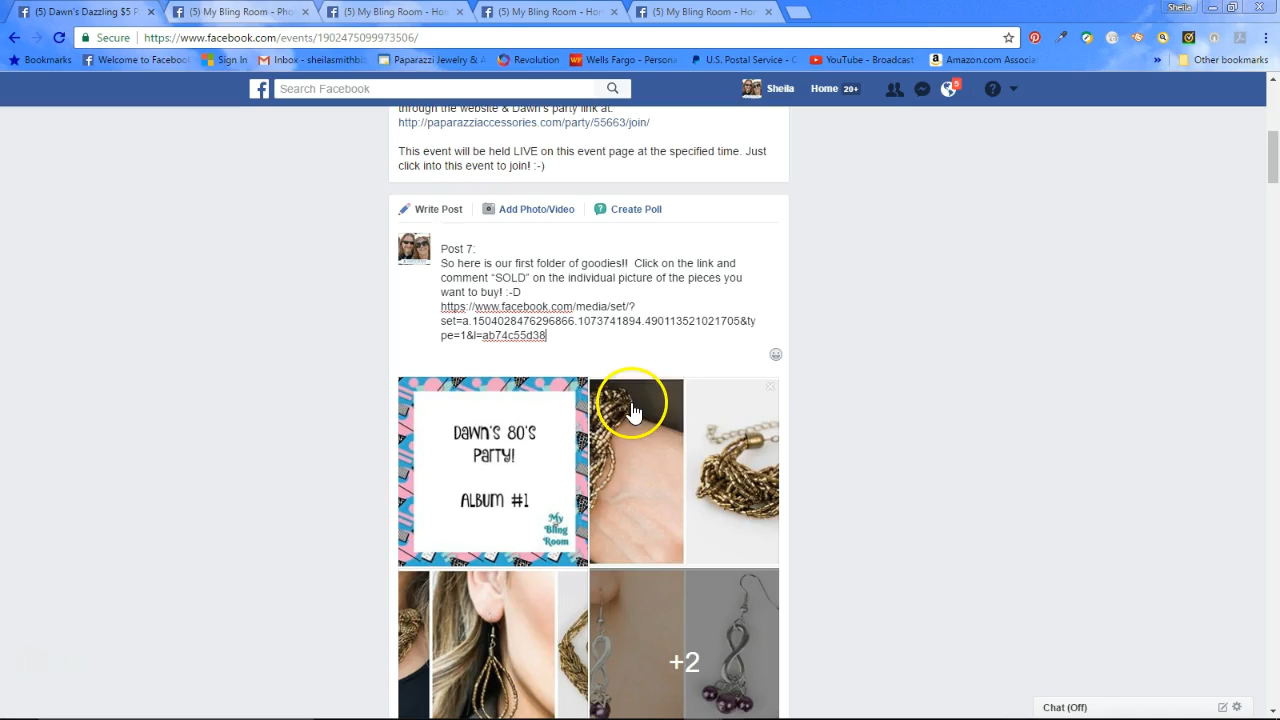 (5) Dawn's Dazzling $5 P
(5) My Bling Room - Pho
(5) My Bling Room - H
(5) My Bling Room - H
(5) My Bling Room - H
Sheila
Secure https://www.facebook.com/events/1902475099973506/
Bookmarks
Welcome to Facebook
Sign In
Inbox - sheilasmithbi
Paparazzi Jewelry &
Revolution
Wells Fargo - Persona
U.S. Postal Service - C
YouTube - Broadcast
Amazon.com Associa
»
Other bookmarks
Search Facebook
Sheila
Home 20+
5
through the website & Dawn's party link at:
http://paparazziaccessories.com/party/55663/join/
This event will be held LIVE on this event page at the specified time. Just
click into this event to join! :-)
Write Post
Add Photo/Video
Create Poll
Post 7:
So here is our first folder of goodies!! Click on the link and
comment “SOLD” on the individual picture of the pieces you
want to buy! :-D
https://www.facebook.com/media/set/?
set=a.1504028476296866.1073741894.490113521021705&ty
pe=1&l=ab74c55d38
Dawn's 80's
Party!
Album #1
My
Bling
Room
+2
Chat (Off)